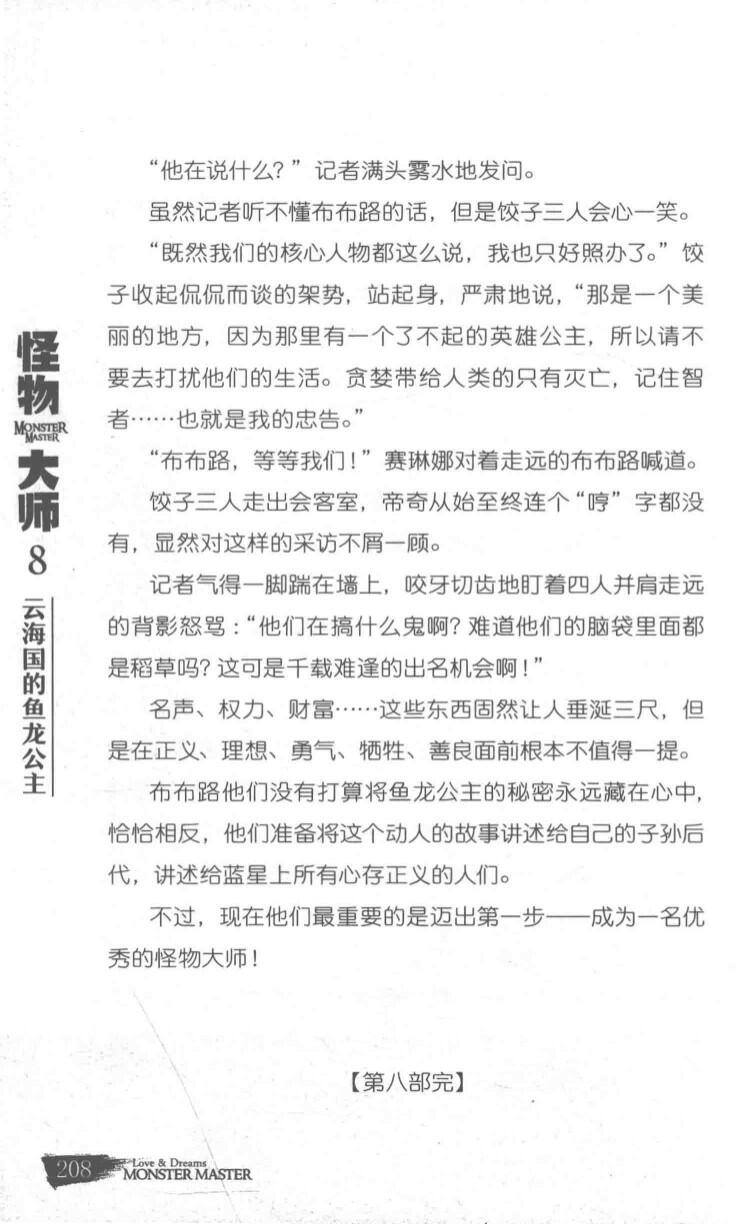 “他在说什么？”记者满头雾水地发问。
虽然记者听不懂布布路的话，但是饺子三人会心一笑。
“既然我们的核心人物都这么说，我也只好照办了。”饺
子收起侃侃而谈的架势，站起身，严肃地说，“那是一个美
丽的地方，因为那里有一个了不起的英雄公主，所以请不
要去打扰他们的生活。贪婪带给人类的只有灭亡，记住智
者……也就是我的忠告。”
“布布路，等等我们！”赛琳娜对着走远的布布路喊道。
饺子三人走出会客室，帝奇从始至终连个“哼”字都没
有，显然对这样的采访不屑一顾。
记者气得一脚踹在墙上，咬牙切齿地盯着四人并肩走远
的背影怒骂：“他们在搞什么鬼啊？难道他们的脑袋里面都
是稻草吗？这可是千载难逢的出名机会啊！”
名声、权力、财富……这些东西固然让人垂涎三尺，但
是在正义、理想、勇气、牺牲、善良面前根本不值得一提。
布布路他们没有打算将鱼龙公主的秘密永远藏在心中，
恰恰相反，他们准备将这个动人的故事讲述给自己的子孙后
代，讲述给蓝星上所有心存正义的人们。
不过，现在他们最重要的是迈出第一步——成为一名优
秀的怪物大师！
【第八部完】
怪物
MONSTER
MASTER
大师
8
云海国的鱼龙公主
208
Love & Dreams
MONSTER MASTER